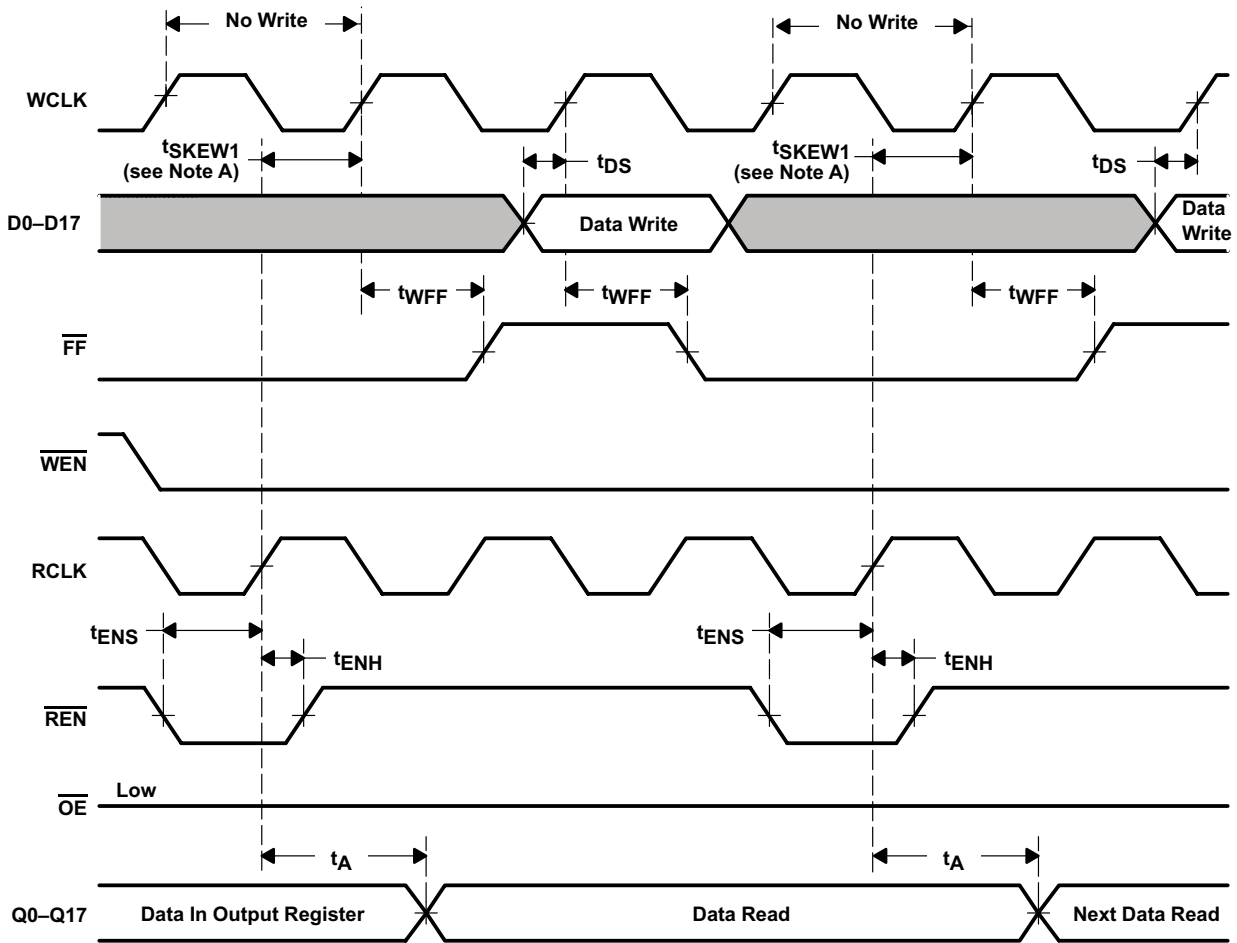 No Write
No Write
WCLK
tSKEW1
(see Note A)
tDS
tSKEW1
(see Note A)
tDS
D0–D17
Data Write
Data
Write
tWFF
tWFF
tWFF
FF
WEN
RCLK
tENS
tENH
tENS
tENH
REN
OE
Low
tA
tA
Q0–Q17
Data In Output Register
Data Read
Next Data Read